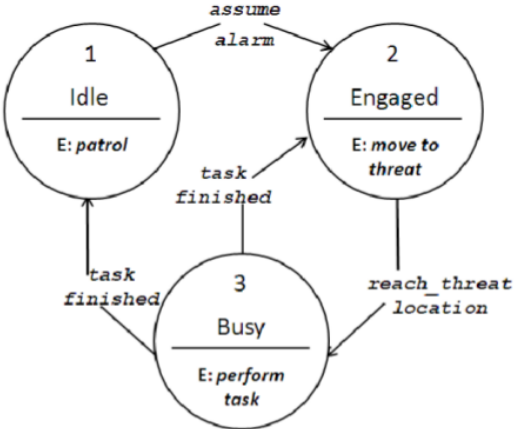 assume
alarm
1
Idle
E: patrol
2
Engaged
E: move to
threat
task
finished
task
finished
reach_threat
location
3
Busy
E: perform
task